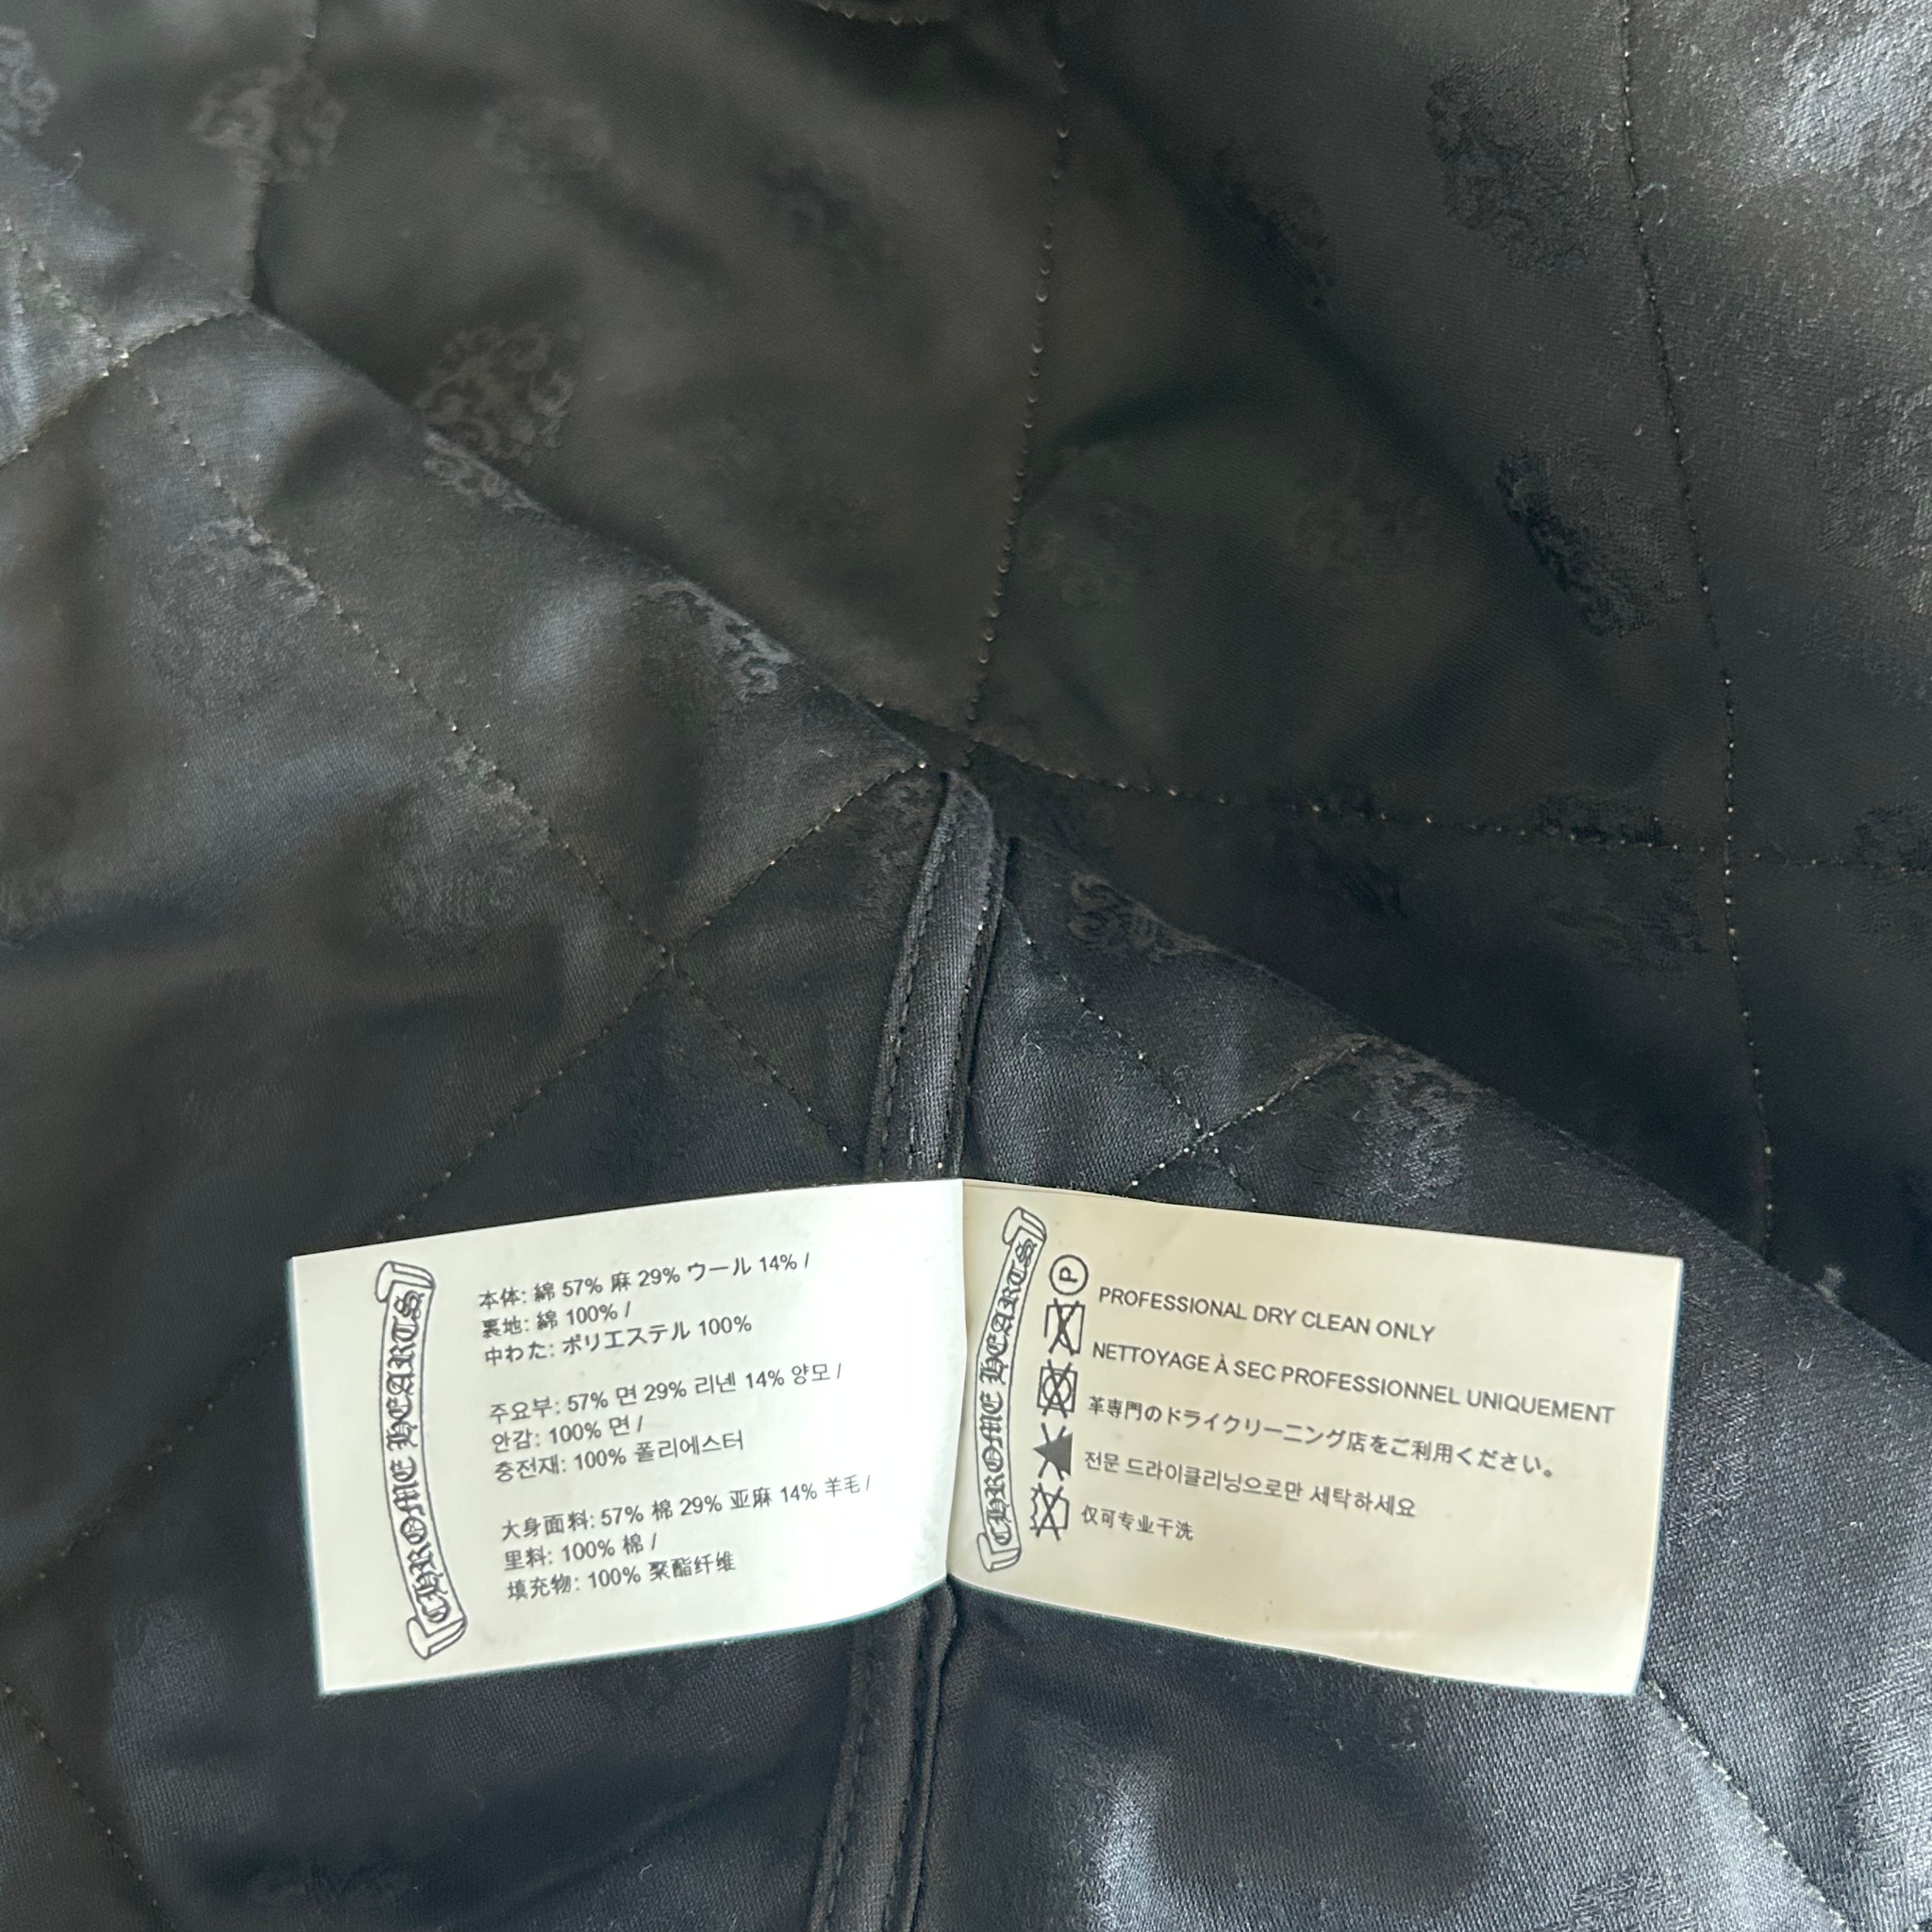 CHROME HEARTS
本体: 綿 57% 麻 29% ウール 14% /
裏地: 綿 100% /
中わた: ポリエステル 100%
주요부: 57% 면 29% 리넨 14% 양모 /
안감: 100% 면 /
충전재: 100% 폴리에스터
大身面料: 57% 棉 29% 亚麻 14% 羊毛 /
里料: 100% 棉 /
填充物: 100% 聚酯纤维
CHROME HEARTS
P
PROFESSIONAL DRY CLEAN ONLY
NETTOYAGE À SEC PROFESSIONNEL UNIQUEMENT
革専門のドライクリーニング店をご利用ください。
전문 드라이클리닝으로만 세탁하세요
仅可专业干洗